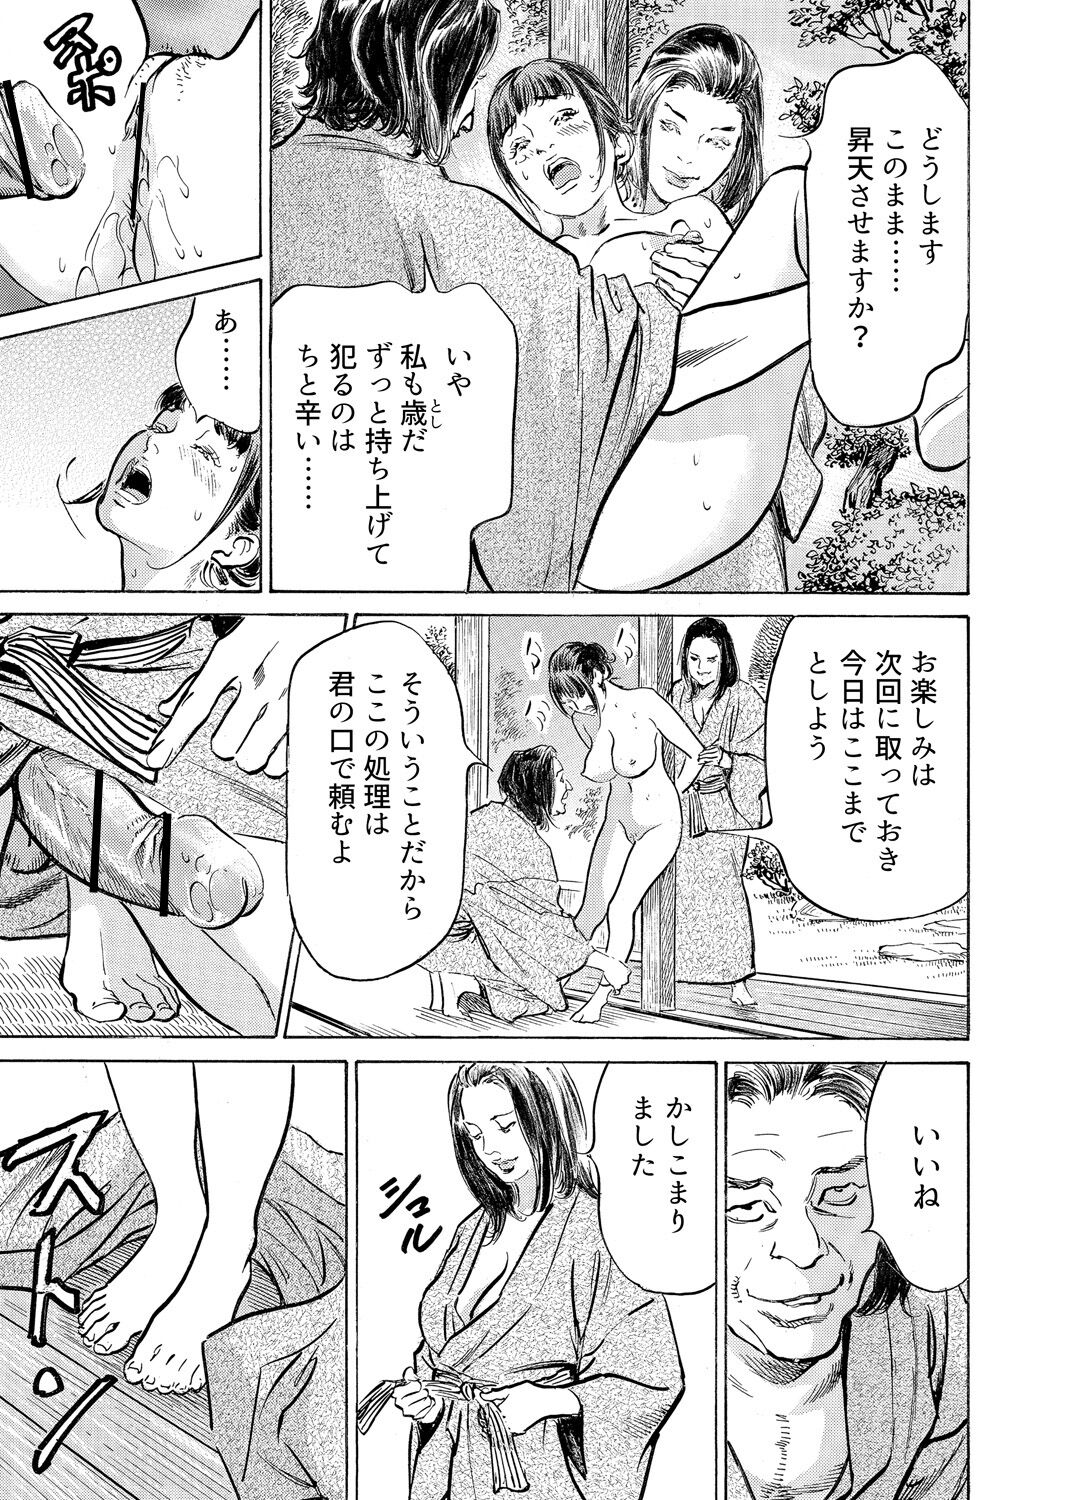 どうします
このまま……
昇天させますか？
いや
私も歳だ
とし
ずっと持ち上げて
犯るのは
ちと辛い……
ヌポ
あ……
お楽しみは
次回に取っておき
今日はここまで
としよう
そういうことだから
ここの処理は
君の口で頼むよ
いいね
かしこまり
ました
シュル
ストン